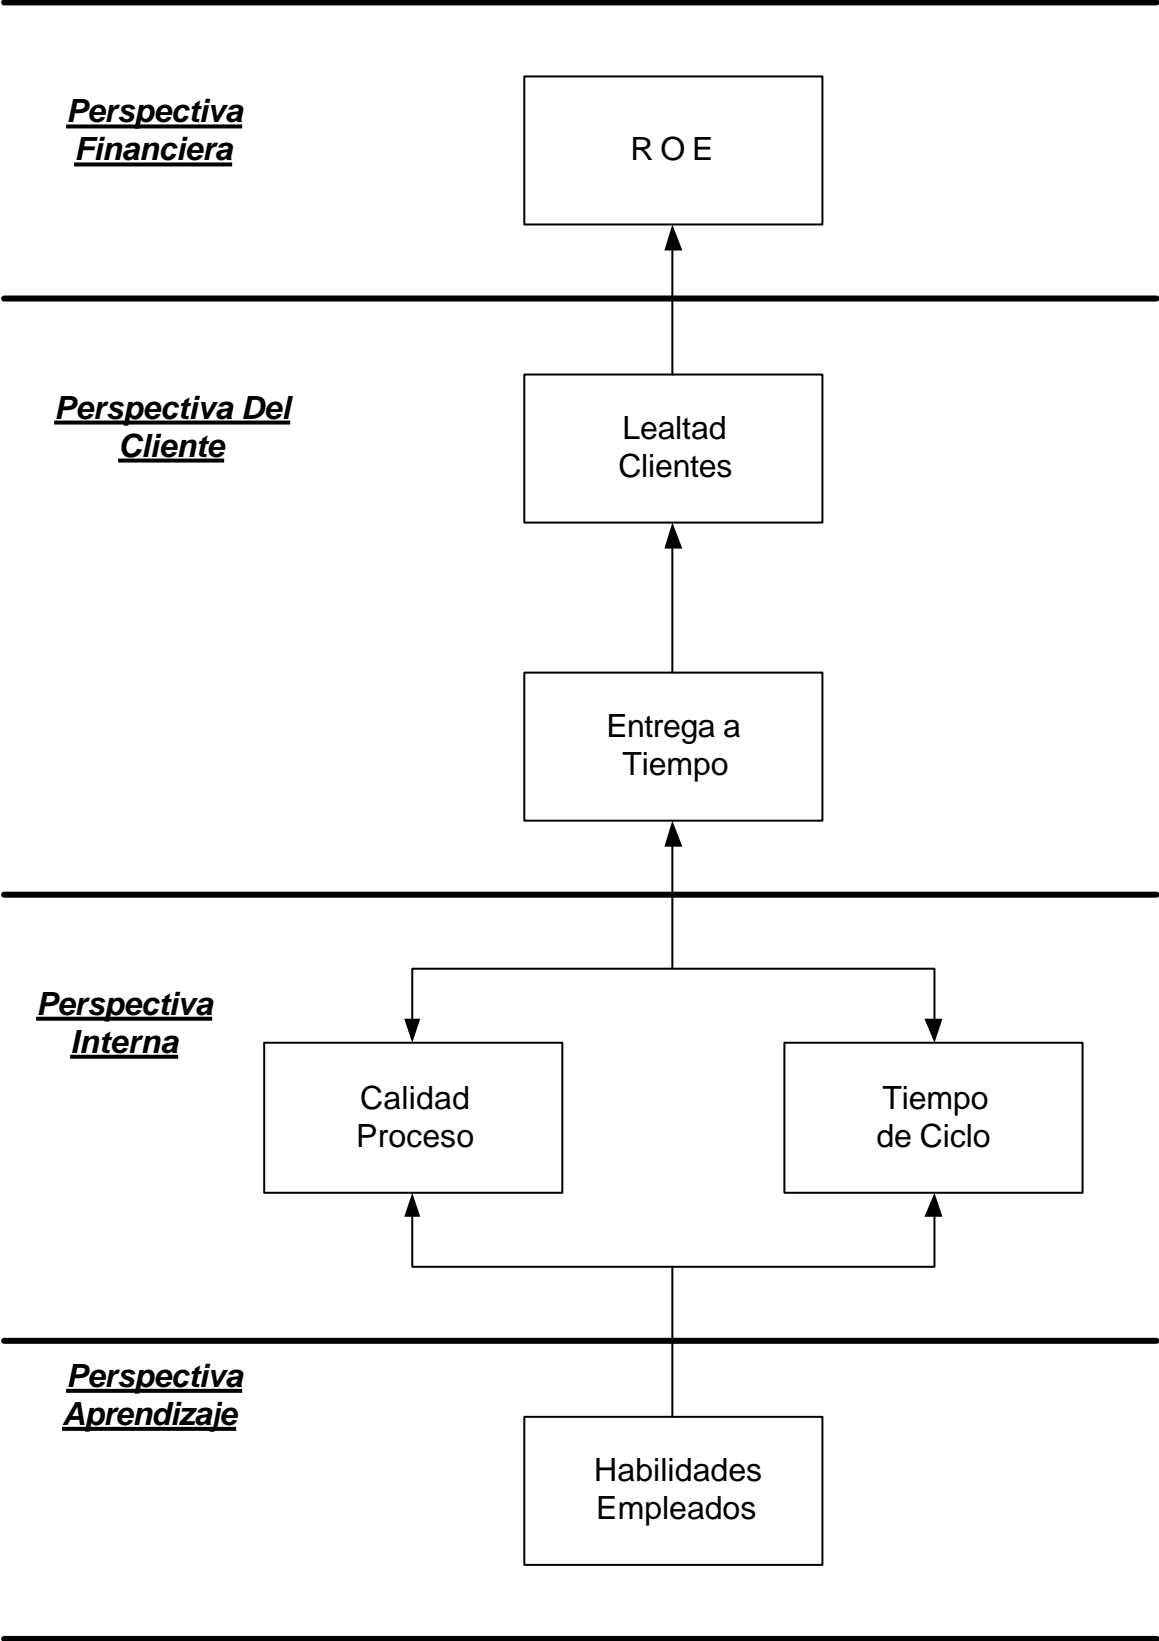 Perspectiva
Financiera
R O E
Perspectiva Del
Cliente
Lealtad
Clientes
Entrega a
Tiempo
Perspectiva
Interna
Calidad
Proceso
Tiempo
de Ciclo
Perspectiva
Aprendizaje
Habilidades
Empleados